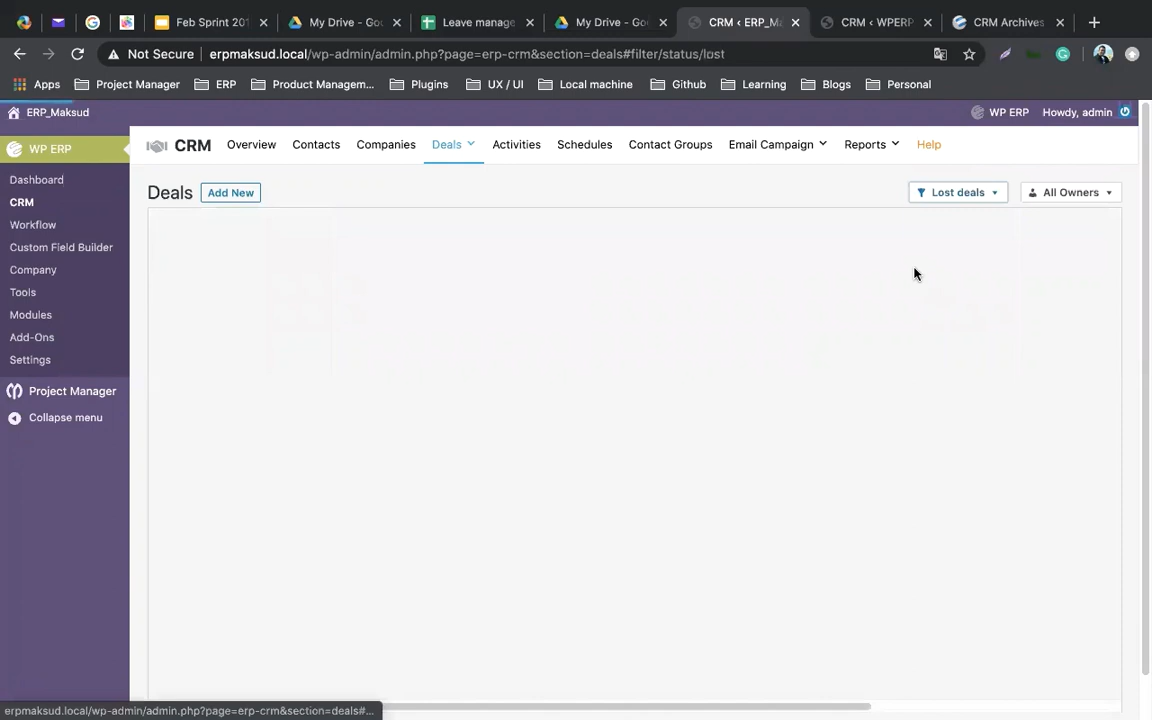 Feb Sprint 201
My Drive - Goo
Leave manage
My Drive - Goo
CRM ‹ ERP_Ma
CRM ‹ WPERP
CRM Archives
Not Secure erpmaksud.local/wp-admin/admin.php?page=erp-crm&section=deals#filter/status/lost
Apps Project Manager ERP Product Managem... Plugins UX / UI Local machine Github Learning Blogs Personal
ERP_Maksud WP ERP Howdy, admin
WP ERP
Dashboard
CRM
Workflow
Custom Field Builder
Company
Tools
Modules
Add-Ons
Settings
Project Manager
Collapse menu
CRM Overview Contacts Companies Deals Activities Schedules Contact Groups Email Campaign Reports Help
Deals Add New Lost deals All Owners
erpmaksud.local/wp-admin/admin.php?page=erp-crm&section=deals#...